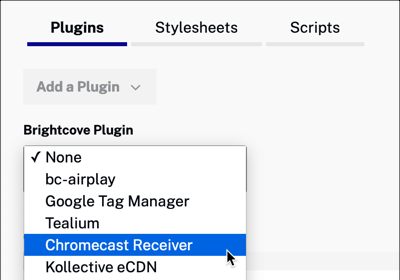 Plugins Stylesheets Scripts
Add a Plugin
Brightcove Plugin
✓ None
bc-airplay
Google Tag Manager
Tealium
Chromecast Receiver
Kollective eCDN